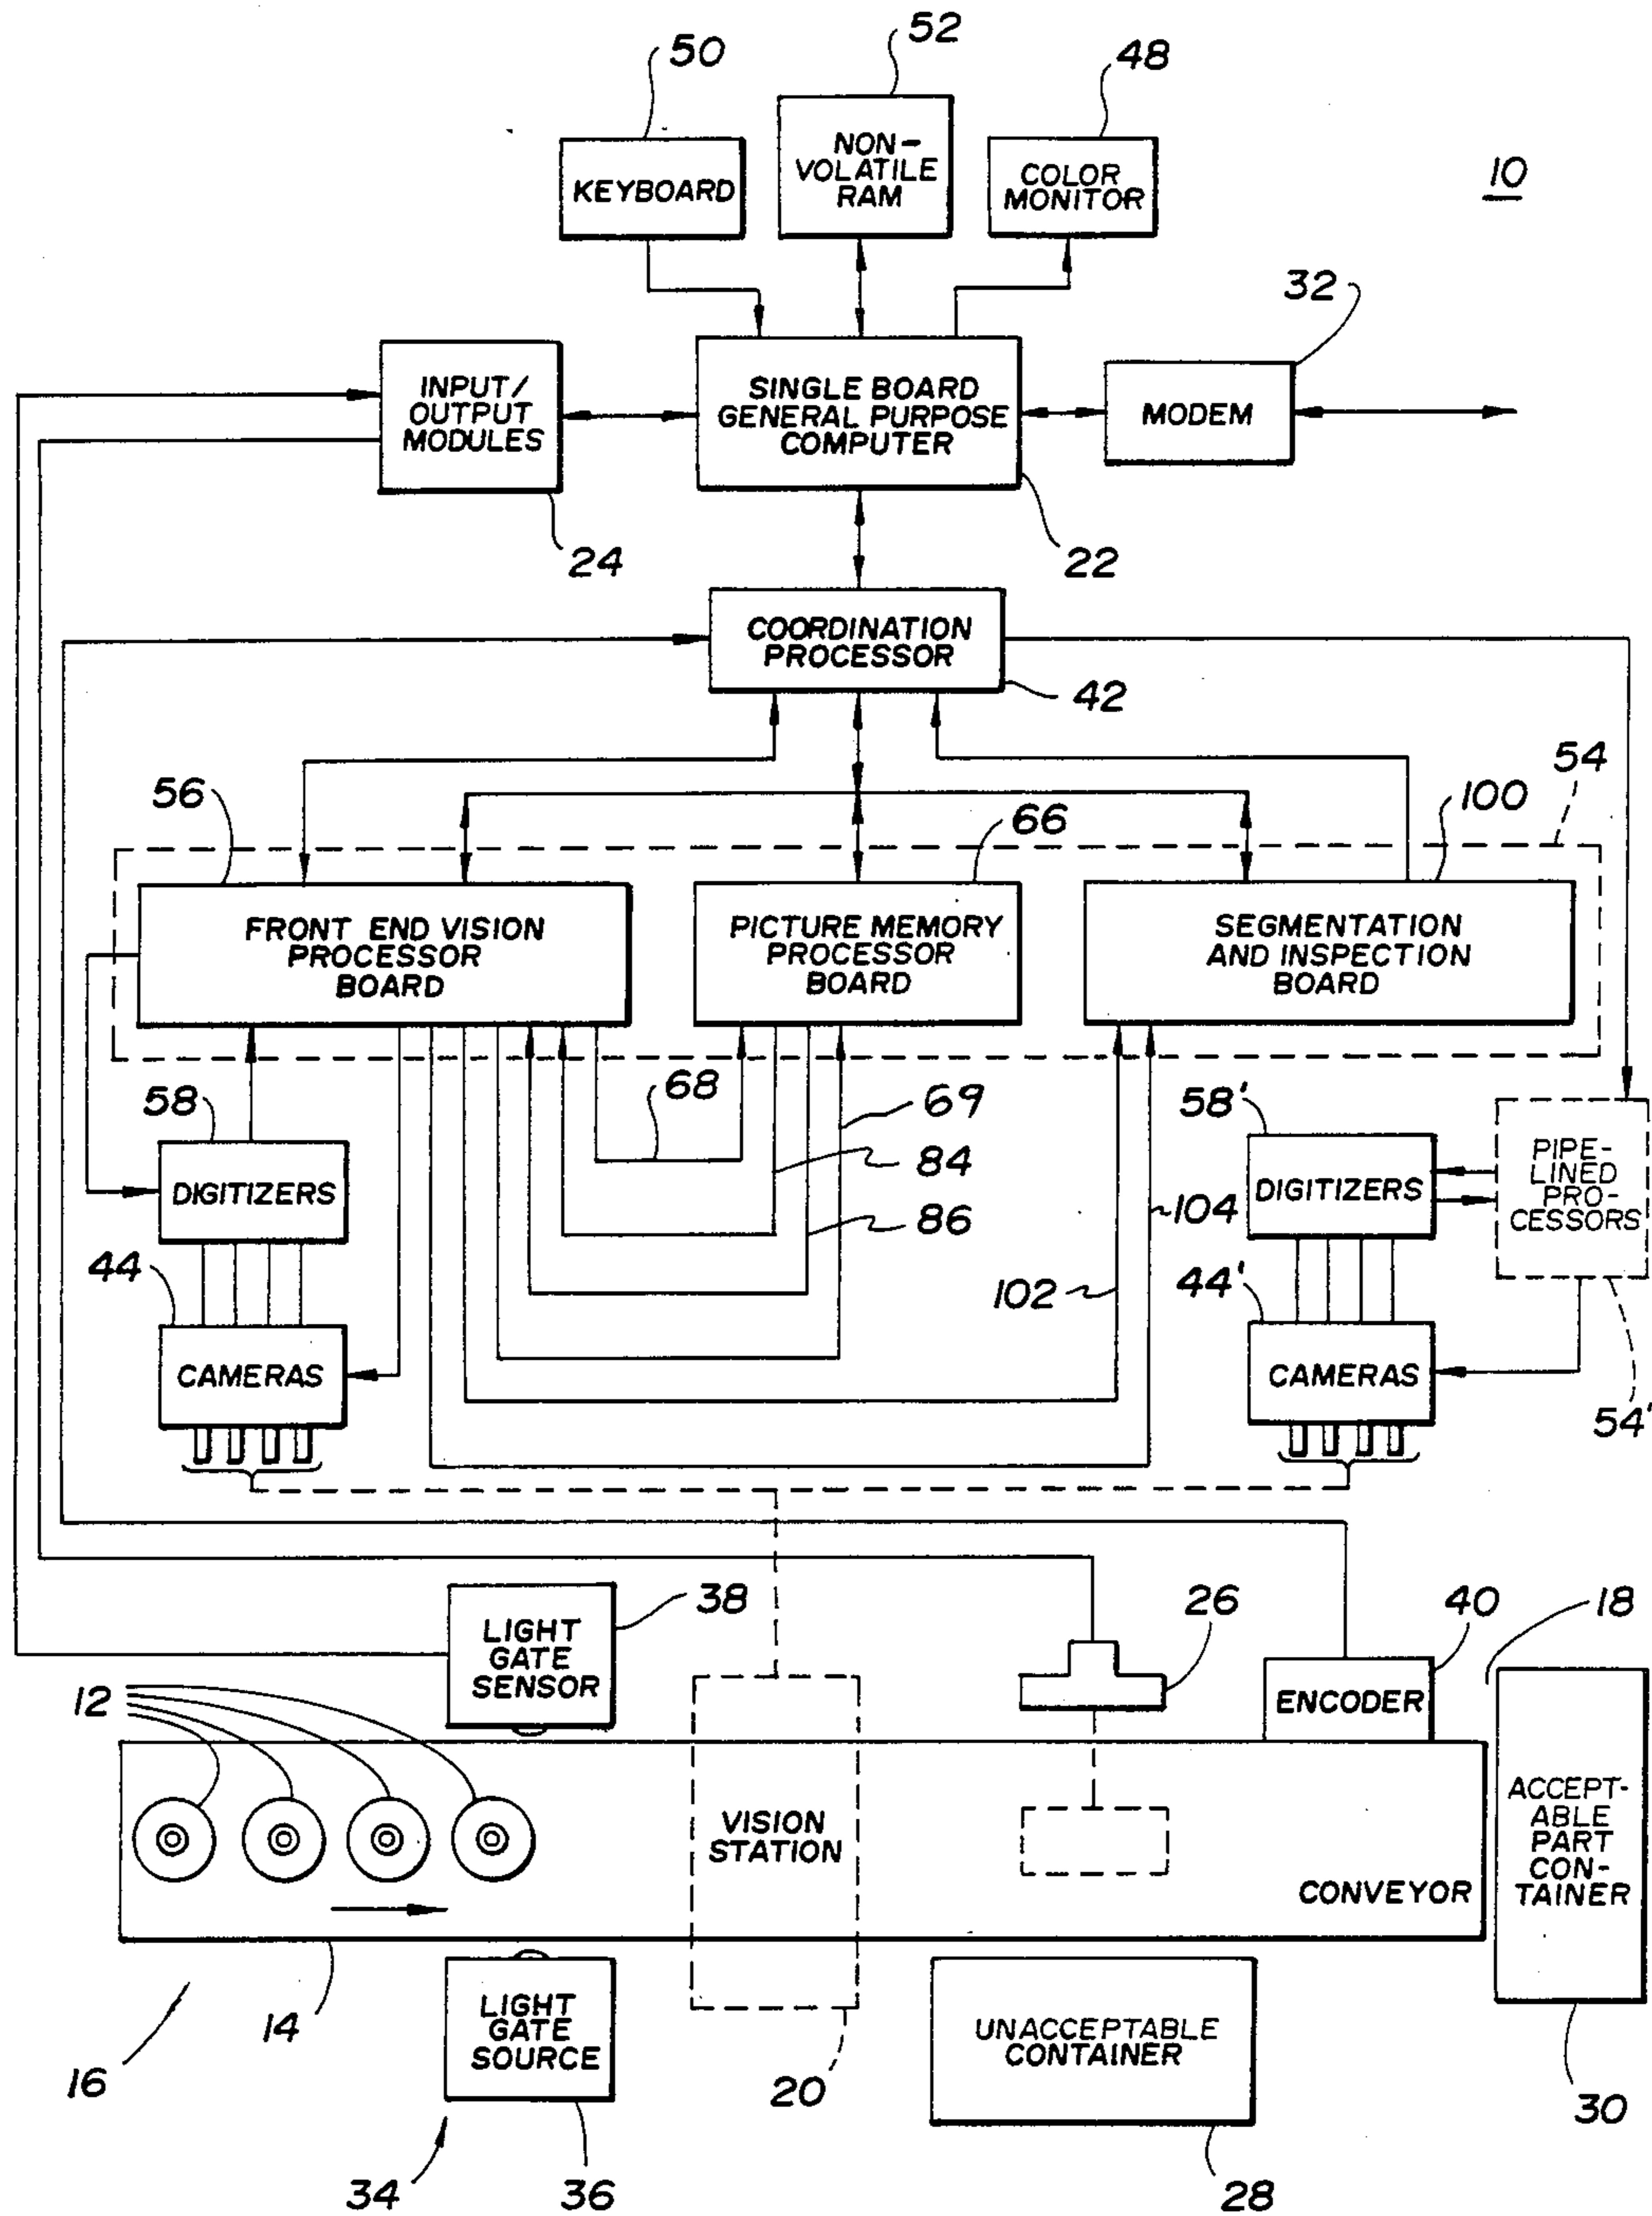 50
52
48
KEYBOARD
NON-
VOLATILE
RAM
COLOR
MONITOR
10
32
INPUT/
OUTPUT
MODULES
SINGLE BOARD
GENERAL PURPOSE
COMPUTER
MODEM
24
22
COORDINATION
PROCESSOR
42
54
56
66
100
FRONT END VISION
PROCESSOR
BOARD
PICTURE MEMORY
PROCESSOR
BOARD
SEGMENTATION
AND INSPECTION
BOARD
58
68
69
58'
DIGITIZERS
84
DIGITIZERS
PIPE-
LINED
PRO-
CESSORS
86
104
44
102
44'
CAMERAS
CAMERAS
54'
38
26
40
18
LIGHT
GATE
SENSOR
12
ENCODER
VISION
STATION
CONVEYOR
ACCEPT-
ABLE
PART
CON-
TAINER
14
16
LIGHT
GATE
SOURCE
20
UNACCEPTABLE
CONTAINER
30
34
36
28